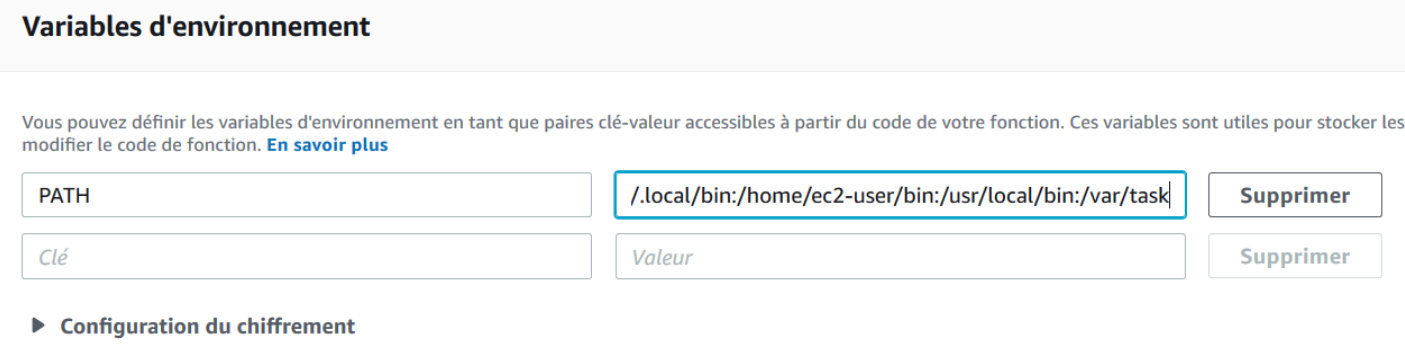 Variables d'environnement
Vous pouvez définir les variables d'environnement en tant que paires clé-valeur accessibles à partir du code de votre fonction. Ces variables sont utiles pour stocker les
modifier le code de fonction. En savoir plus
PATH /.local/bin:/home/ec2-user/bin:/usr/local/bin:/var/task Supprimer
Clé Valeur Supprimer
Configuration du chiffrement